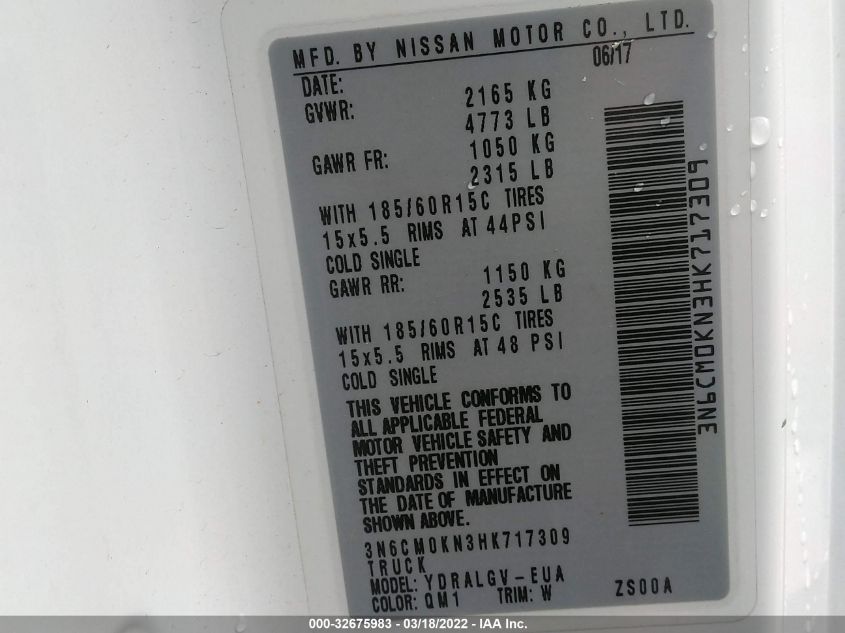 MFD. BY NISSAN MOTOR CO., LTD.
DATE: 06/17
GVWR: 2165 KG
4773 LB
GAWR FR: 1050 KG
2315 LB
WITH 185/60R15C TIRES
15x5.5 RIMS AT 44PSI
COLD SINGLE
GAWR RR: 1150 KG
2535 LB
WITH 185/60R15C TIRES
15x5.5 RIMS AT 48 PSI
COLD SINGLE
THIS VEHICLE CONFORMS TO
ALL APPLICABLE FEDERAL
MOTOR VEHICLE SAFETY AND
THEFT PREVENTION
STANDARDS IN EFFECT ON
THE DATE OF MANUFACTURE
SHOWN ABOVE.
3N6CM0KN3HK717309
TRUCK
MODEL: YDRALGV-EUA
COLOR: QM1 TRIM: W ZS00A
3N6CM0KN3HK717309
000-32675983 / 03/18/2022 - IAA Inc.